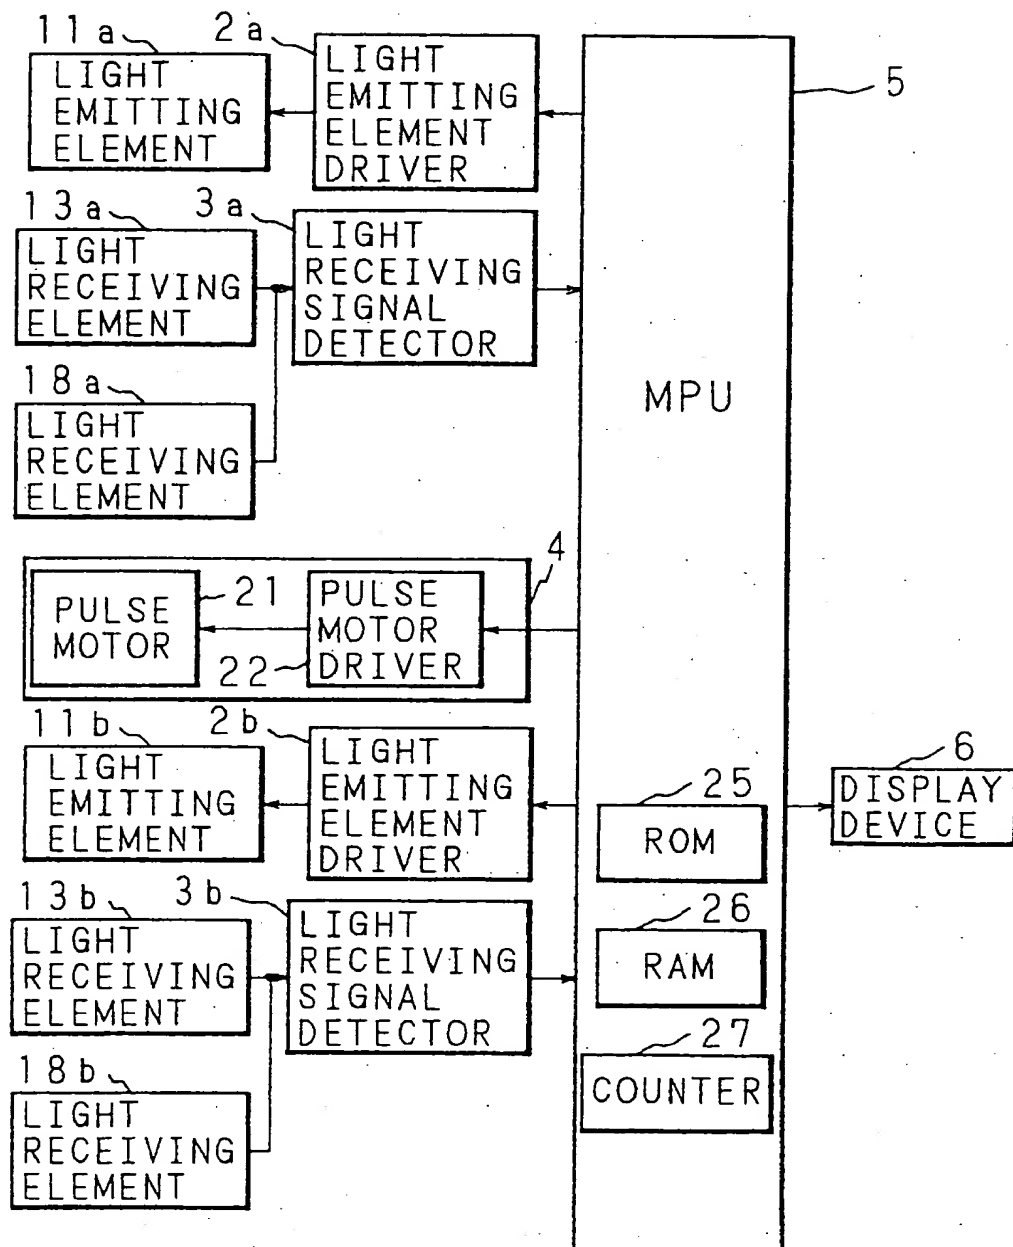 11a
LIGHT
EMITTING
ELEMENT
2a
LIGHT
EMITTING
ELEMENT
DRIVER
5
13a
LIGHT
RECEIVING
ELEMENT
3a
LIGHT
RECEIVING
SIGNAL
DETECTOR
MPU
18a
LIGHT
RECEIVING
ELEMENT
4
PULSE
MOTOR
21
PULSE
MOTOR
DRIVER
22
11b
LIGHT
EMITTING
ELEMENT
2b
LIGHT
EMITTING
ELEMENT
DRIVER
25
ROM
6
DISPLAY
DEVICE
13b
LIGHT
RECEIVING
ELEMENT
3b
LIGHT
RECEIVING
SIGNAL
DETECTOR
26
RAM
18b
LIGHT
RECEIVING
ELEMENT
27
COUNTER